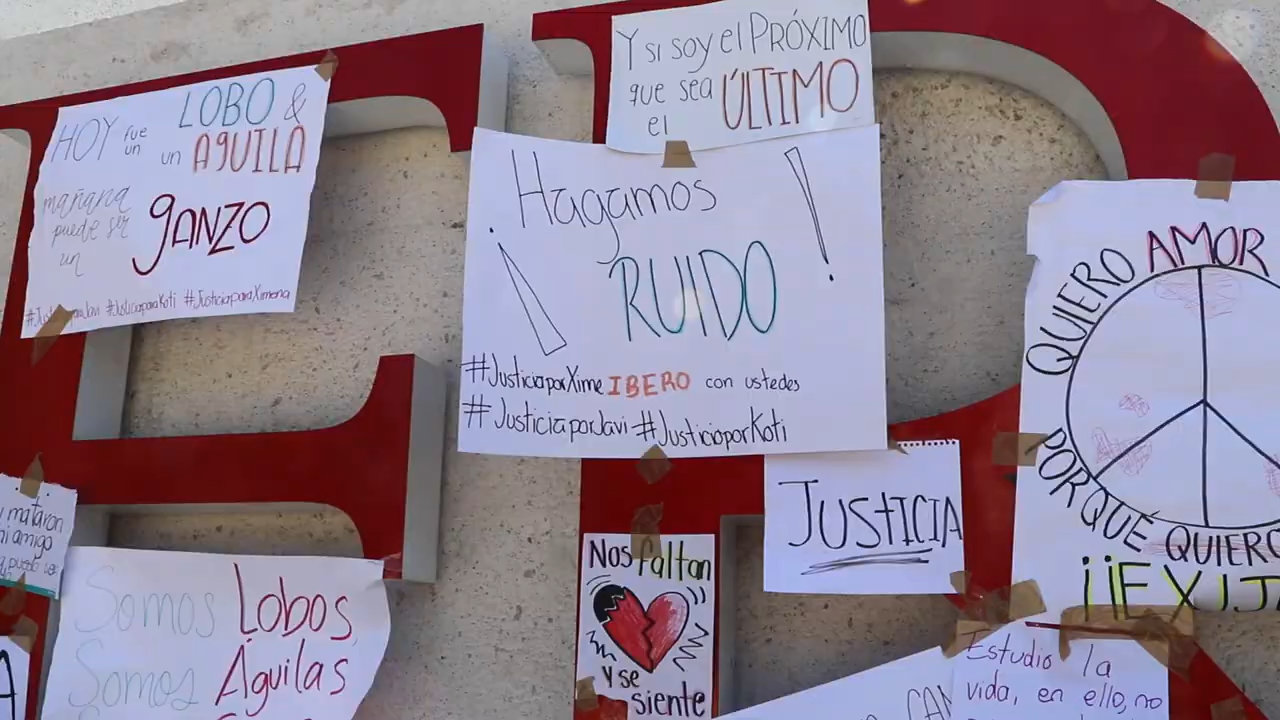 Y si soy el PRÓXIMO
que sea ÚLTIMO
el
HOY fue un LOBO &
un AGUILA
mañana
puede ser
un gANZO
#JusticiaparaKoti #JusticiaparaXimena
¡Hagamos
RUIDO!
#JusticiaporXime IBERO con ustedes
#JusticiaporJavi #JusticiaporKoti
QUIERO AMOR
PORQUÉ QUIERO
¡¡EXIJ
JUSTICIA
mataron
mi amigo
Nos faltan
y se
siente
Somos Lobos,
Somos Águilas
Estudio la
vida, en ello, no